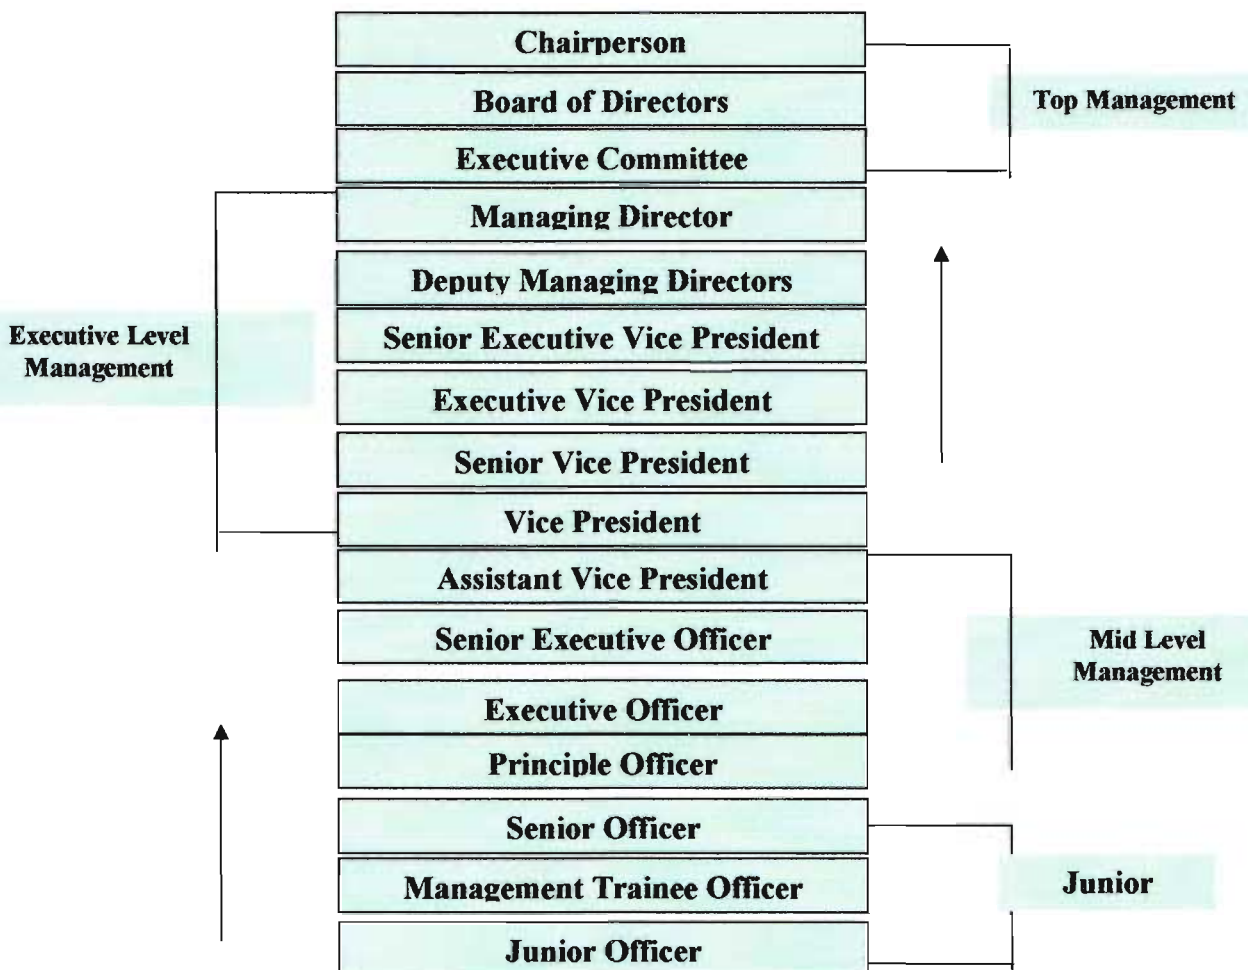 Chairperson
Board of Directors
Top Management
Executive Committee
Managing Director
Deputy Managing Directors
Executive Level
Management
Senior Executive Vice President
Executive Vice President
Senior Vice President
Vice President
Assistant Vice President
Senior Executive Officer
Mid Level
Management
Executive Officer
Principle Officer
Senior Officer
Management Trainee Officer
Junior
Junior Officer